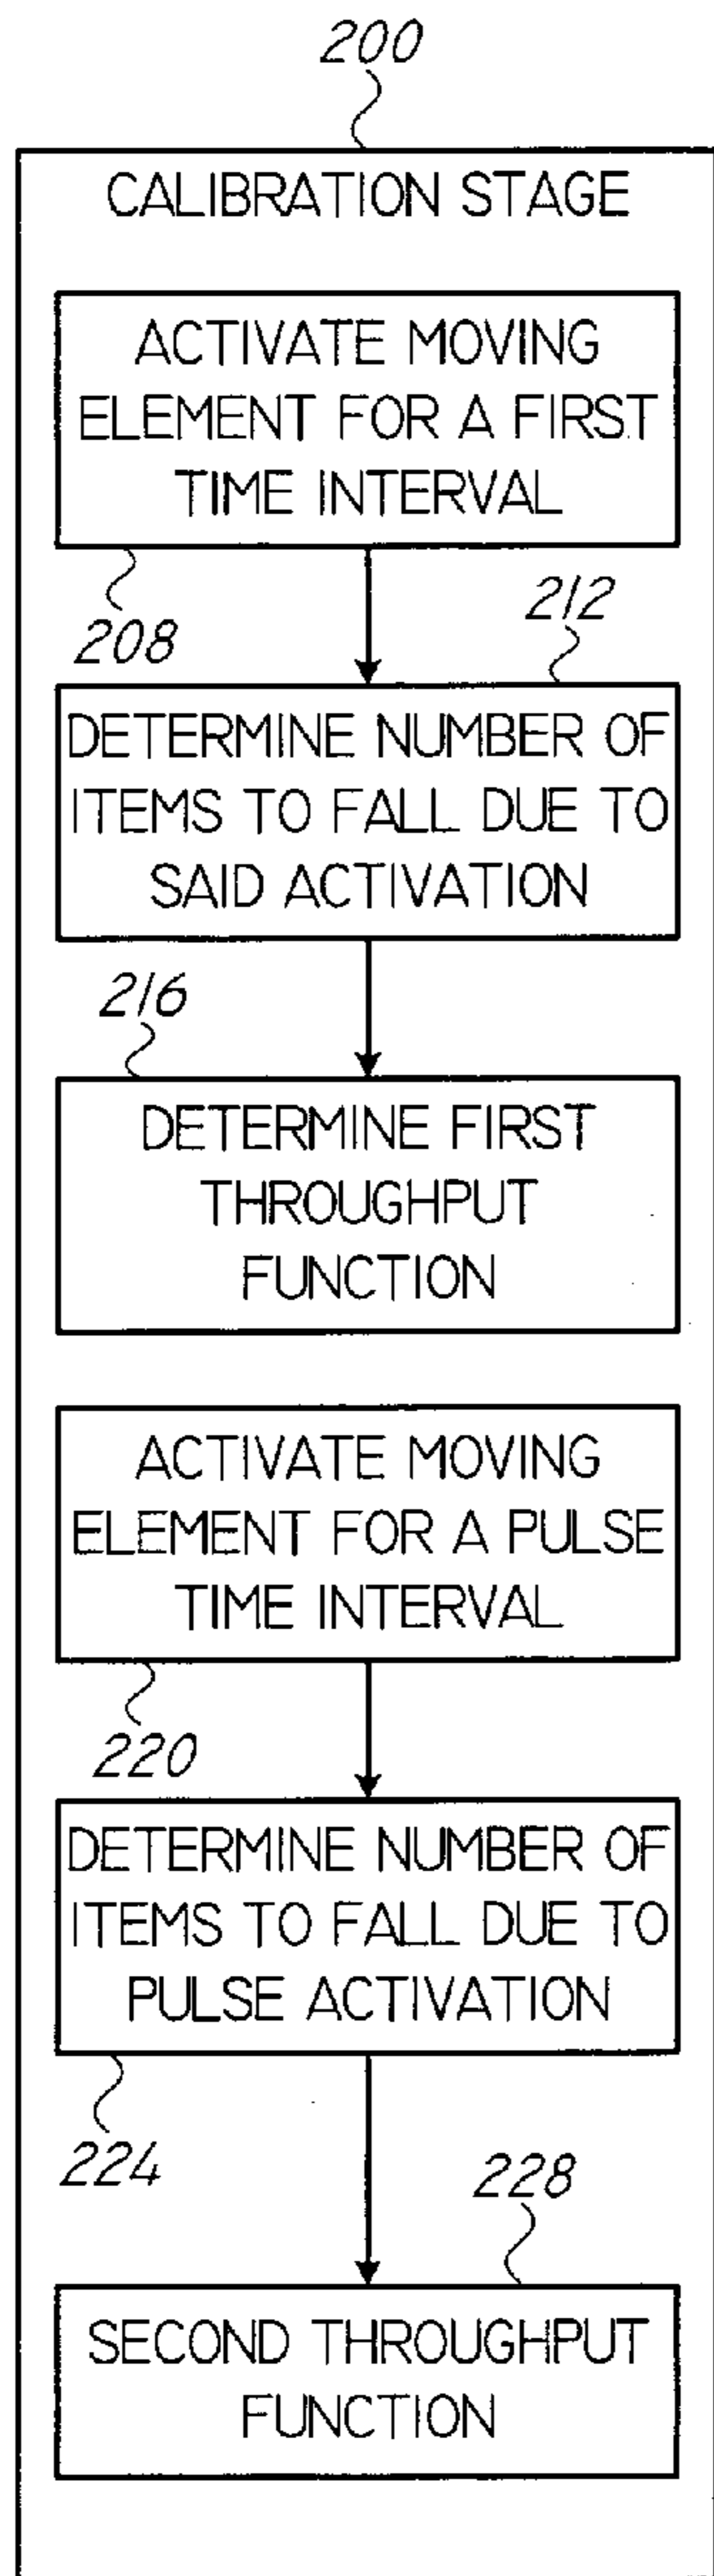 200
CALIBRATION STAGE
ACTIVATE MOVING
ELEMENT FOR A FIRST
TIME INTERVAL
208
212
DETERMINE NUMBER OF
ITEMS TO FALL DUE TO
SAID ACTIVATION
216
DETERMINE FIRST
THROUGHPUT
FUNCTION
ACTIVATE MOVING
ELEMENT FOR A PULSE
TIME INTERVAL
220
DETERMINE NUMBER OF
ITEMS TO FALL DUE TO
PULSE ACTIVATION
224
228
SECOND THROUGHPUT
FUNCTION